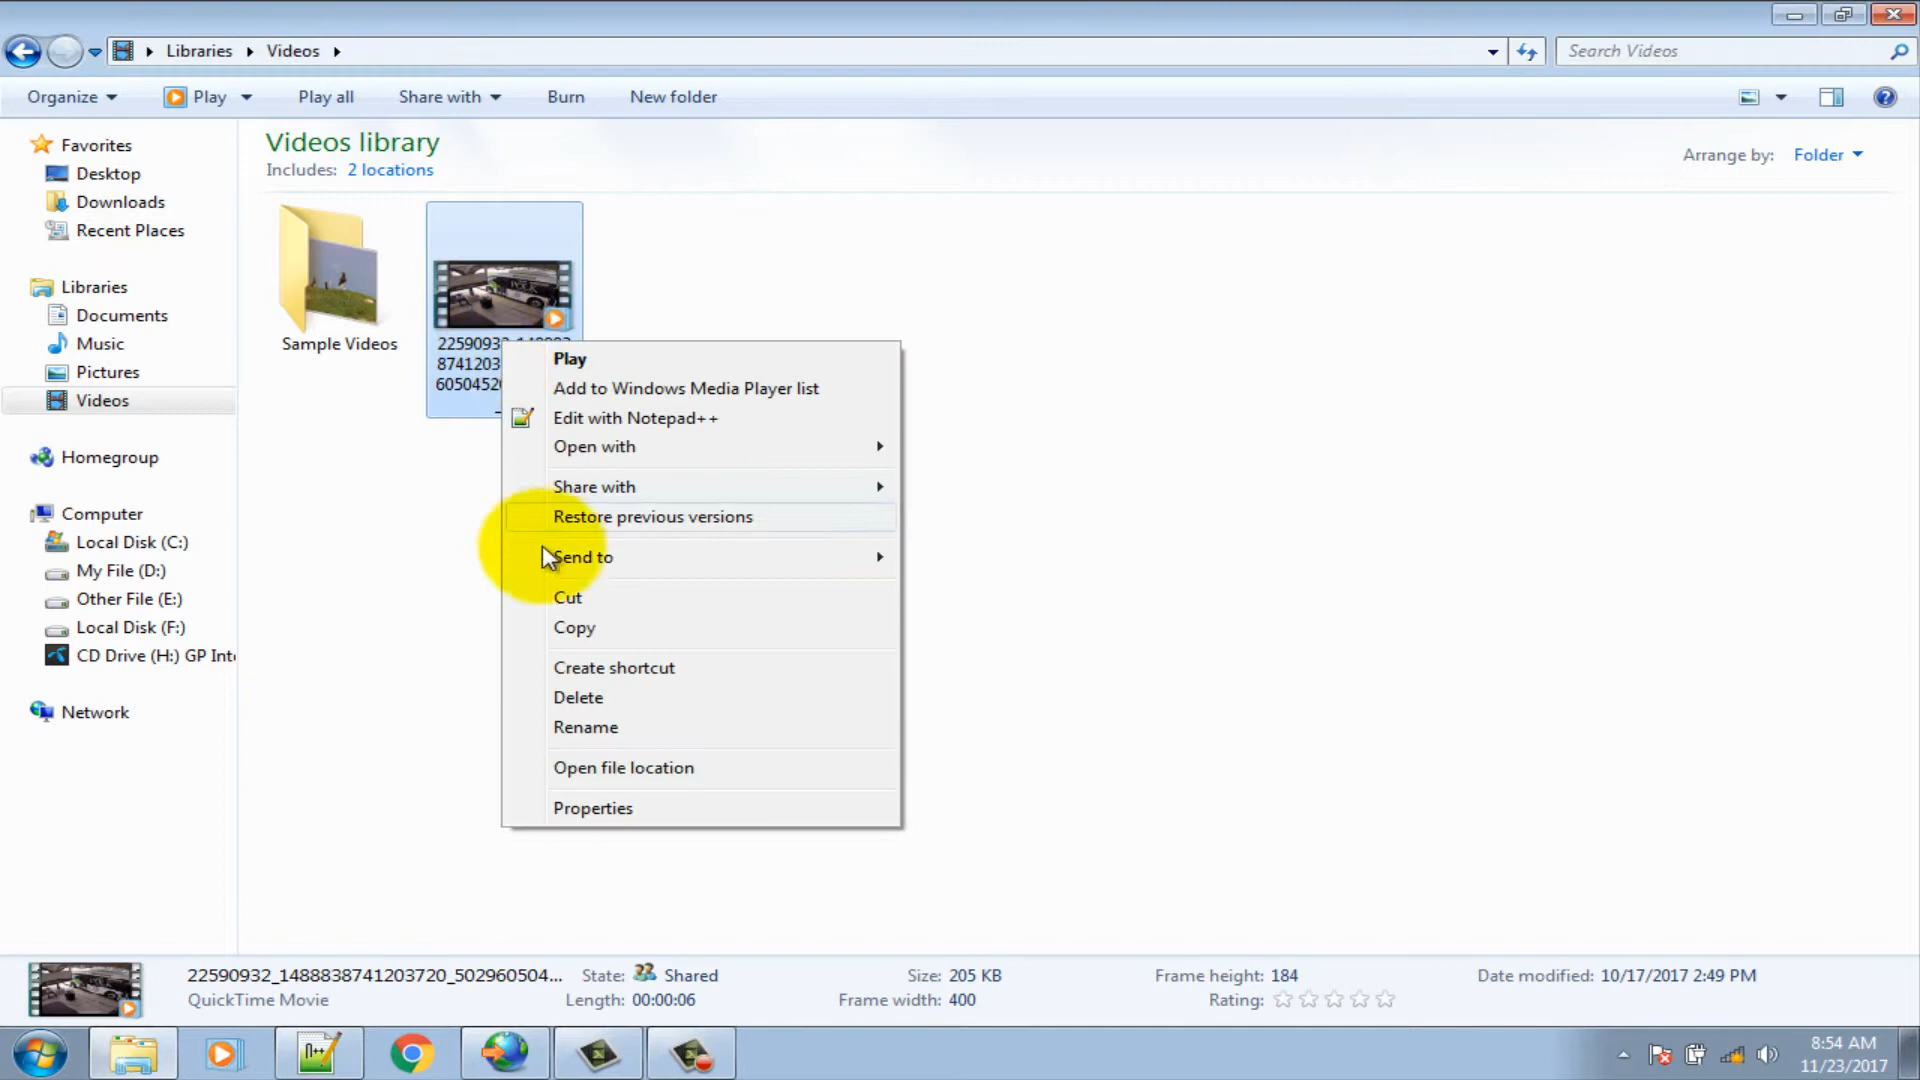 Libraries Videos
Search Videos
Organize Play Play all Share with Burn New folder
Videos library
Includes: 2 locations
Arrange by: Folder
Favorites
Desktop
Downloads
Recent Places
Libraries
Documents
Music
Pictures
Videos
Homegroup
Computer
Local Disk (C:)
My File (D:)
Other File (E:)
Local Disk (F:)
CD Drive (H:) GP Inte
Network
Sample Videos
2259093
874120
6050452
Play
Add to Windows Media Player list
Edit with Notepad++
Open with
Share with
Restore previous versions
Send to
Cut
Copy
Create shortcut
Delete
Rename
Open file location
Properties
22590932_1488838741203720_502960504... State: Shared Size: 205 KB Frame height: 184 Date modified: 10/17/2017 2:49 PM
QuickTime Movie Length: 00:00:06 Frame width: 400 Rating:
8:54 AM
11/23/2017